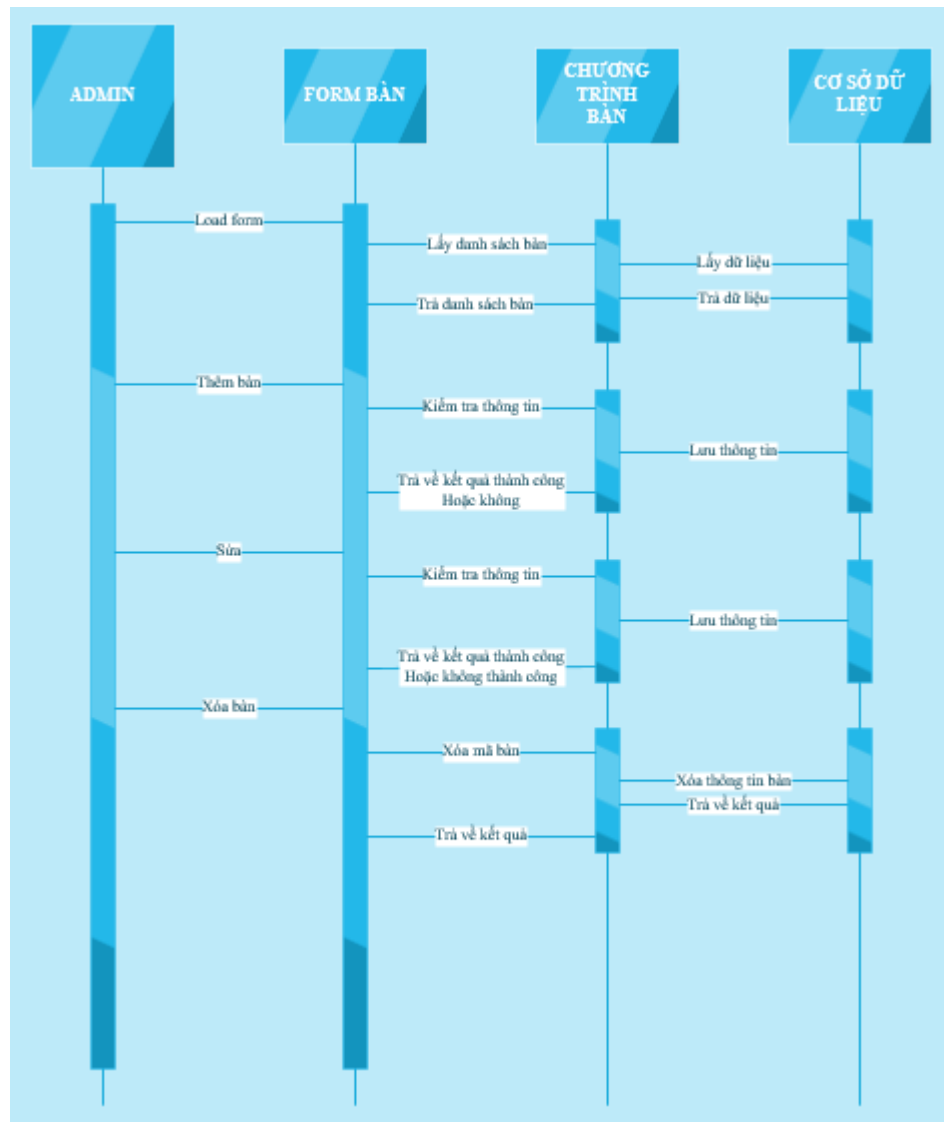 ADMIN
FORM BÀN
CHƯƠNG
TRÌNH
BÀN
CƠ SỞ DỮ
LIỆU
Load form
Lấy danh sách bàn
Lấy dữ liệu
Trả dữ liệu
Trả danh sách bàn
Thêm bàn
Kiểm tra thông tin
Lưu thông tin
Trả về kết quả thành công
Hoặc không
Sửa
Kiểm tra thông tin
Lưu thông tin
Trả về kết quả thành công
Hoặc không thành công
Xóa bàn
Xóa mã bàn
Xóa thông tin bàn
Trả về kết quả
Trả về kết quả